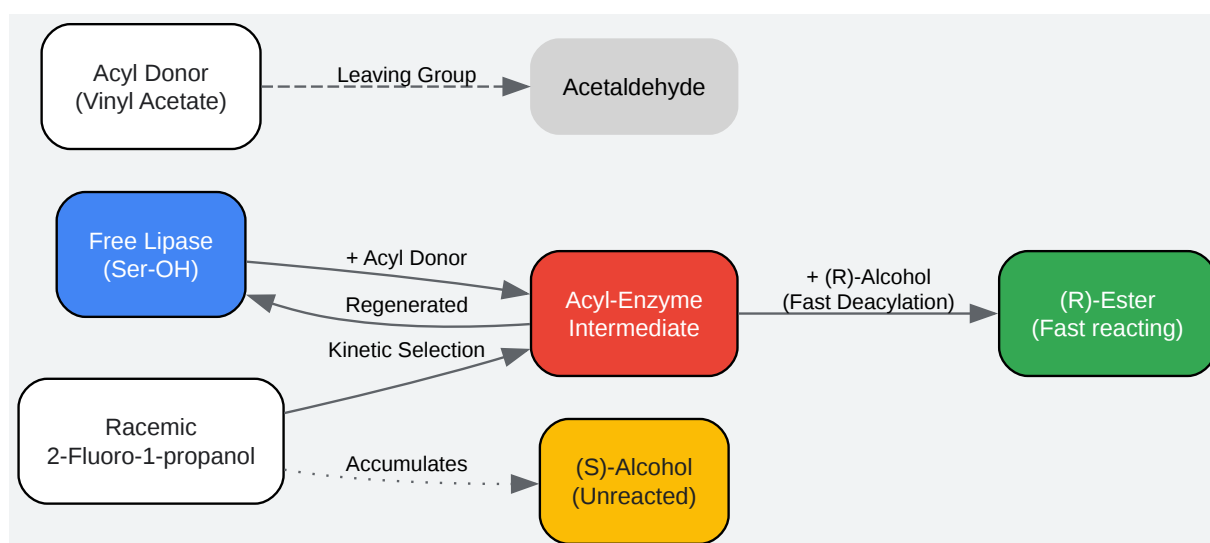 Acyl Donor
(Vinyl Acetate)
Leaving Group
Acetaldehyde
Free Lipase
(Ser-OH)
+ Acyl Donor
Regenerated
Kinetic Selection
Acyl-Enzyme
Intermediate
+ (R)-Alcohol
(Fast Deacylation)
(R)-Ester
(Fast reacting)
Racemic
2-Fluoro-1-propanol
Accumulates
(S)-Alcohol
(Unreacted)